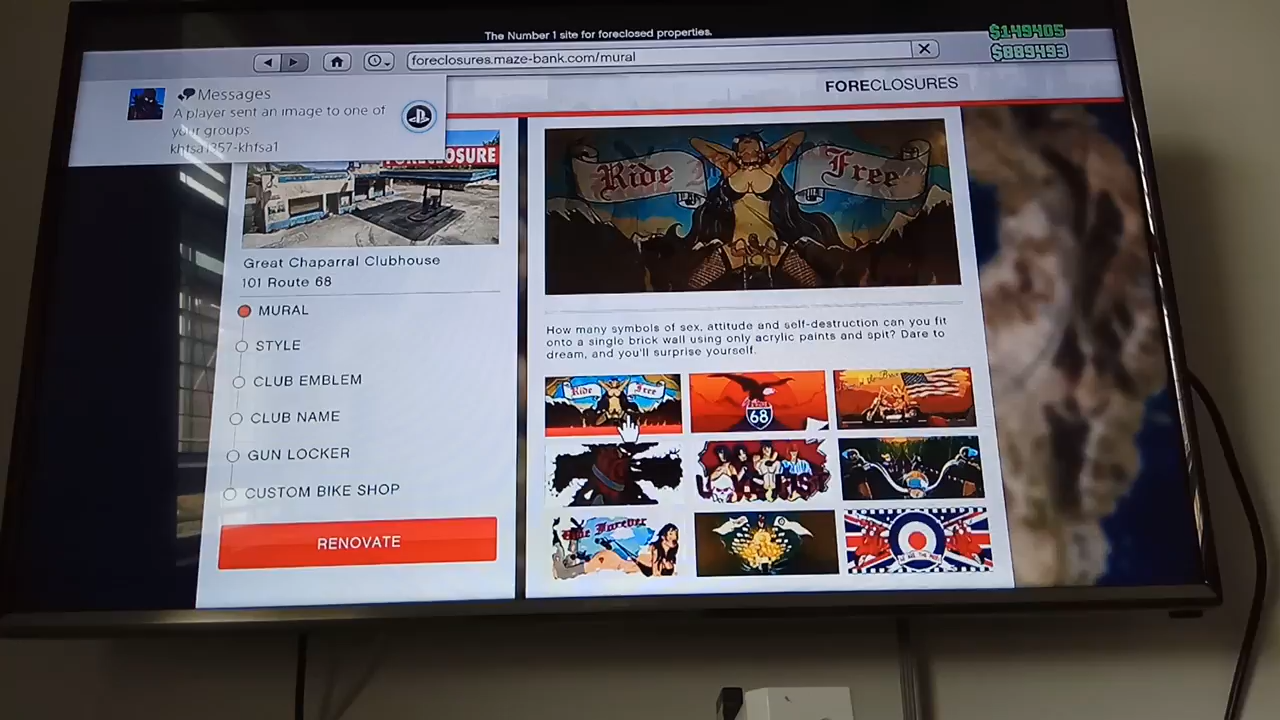 The Number 1 site for foreclosed properties.
$149405
$889493
foreclosures.maze-bank.com/mural
Messages
A player sent an image to one of
your groups
khfsa1357-khfsa1
FORECLOSURES
FORECLOSURE
Great Chaparral Clubhouse
101 Route 68
MURAL
STYLE
CLUB EMBLEM
CLUB NAME
GUN LOCKER
CUSTOM BIKE SHOP
RENOVATE
Ride Free
How many symbols of sex, attitude and self-destruction can you fit
onto a single brick wall using only acrylic paints and spit? Dare to
dream, and you'll surprise yourself.
Ride Free
68
Forever